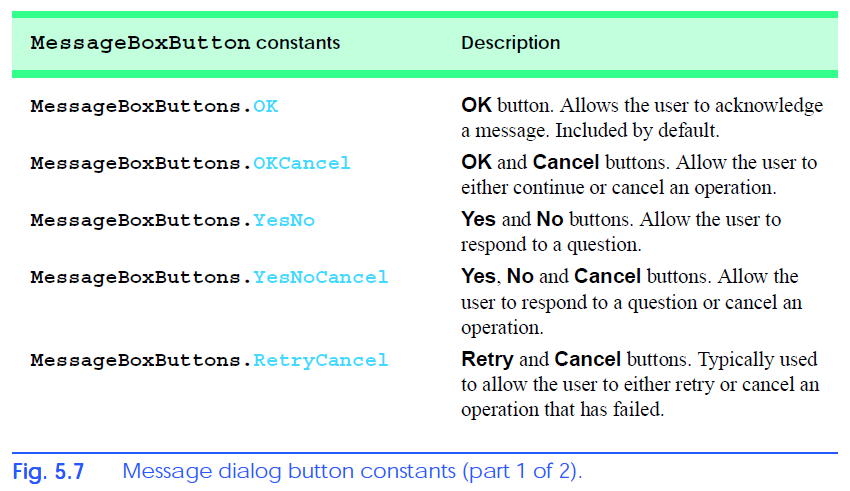 MessageBoxButton constants Description
MessageBoxButtons.OK OK button. Allows the user to acknowledge
a message. Included by default.
MessageBoxButtons.OKCancel OK and Cancel buttons. Allow the user to
either continue or cancel an operation.
MessageBoxButtons.YesNo Yes and No buttons. Allow the user to
respond to a question.
MessageBoxButtons.YesNoCancel Yes, No and Cancel buttons. Allow the
user to respond to a question or cancel an
operation.
MessageBoxButtons.RetryCancel Retry and Cancel buttons. Typically used
to allow the user to either retry or cancel an
operation that has failed.
Fig. 5.7 Message dialog button constants (part 1 of 2).